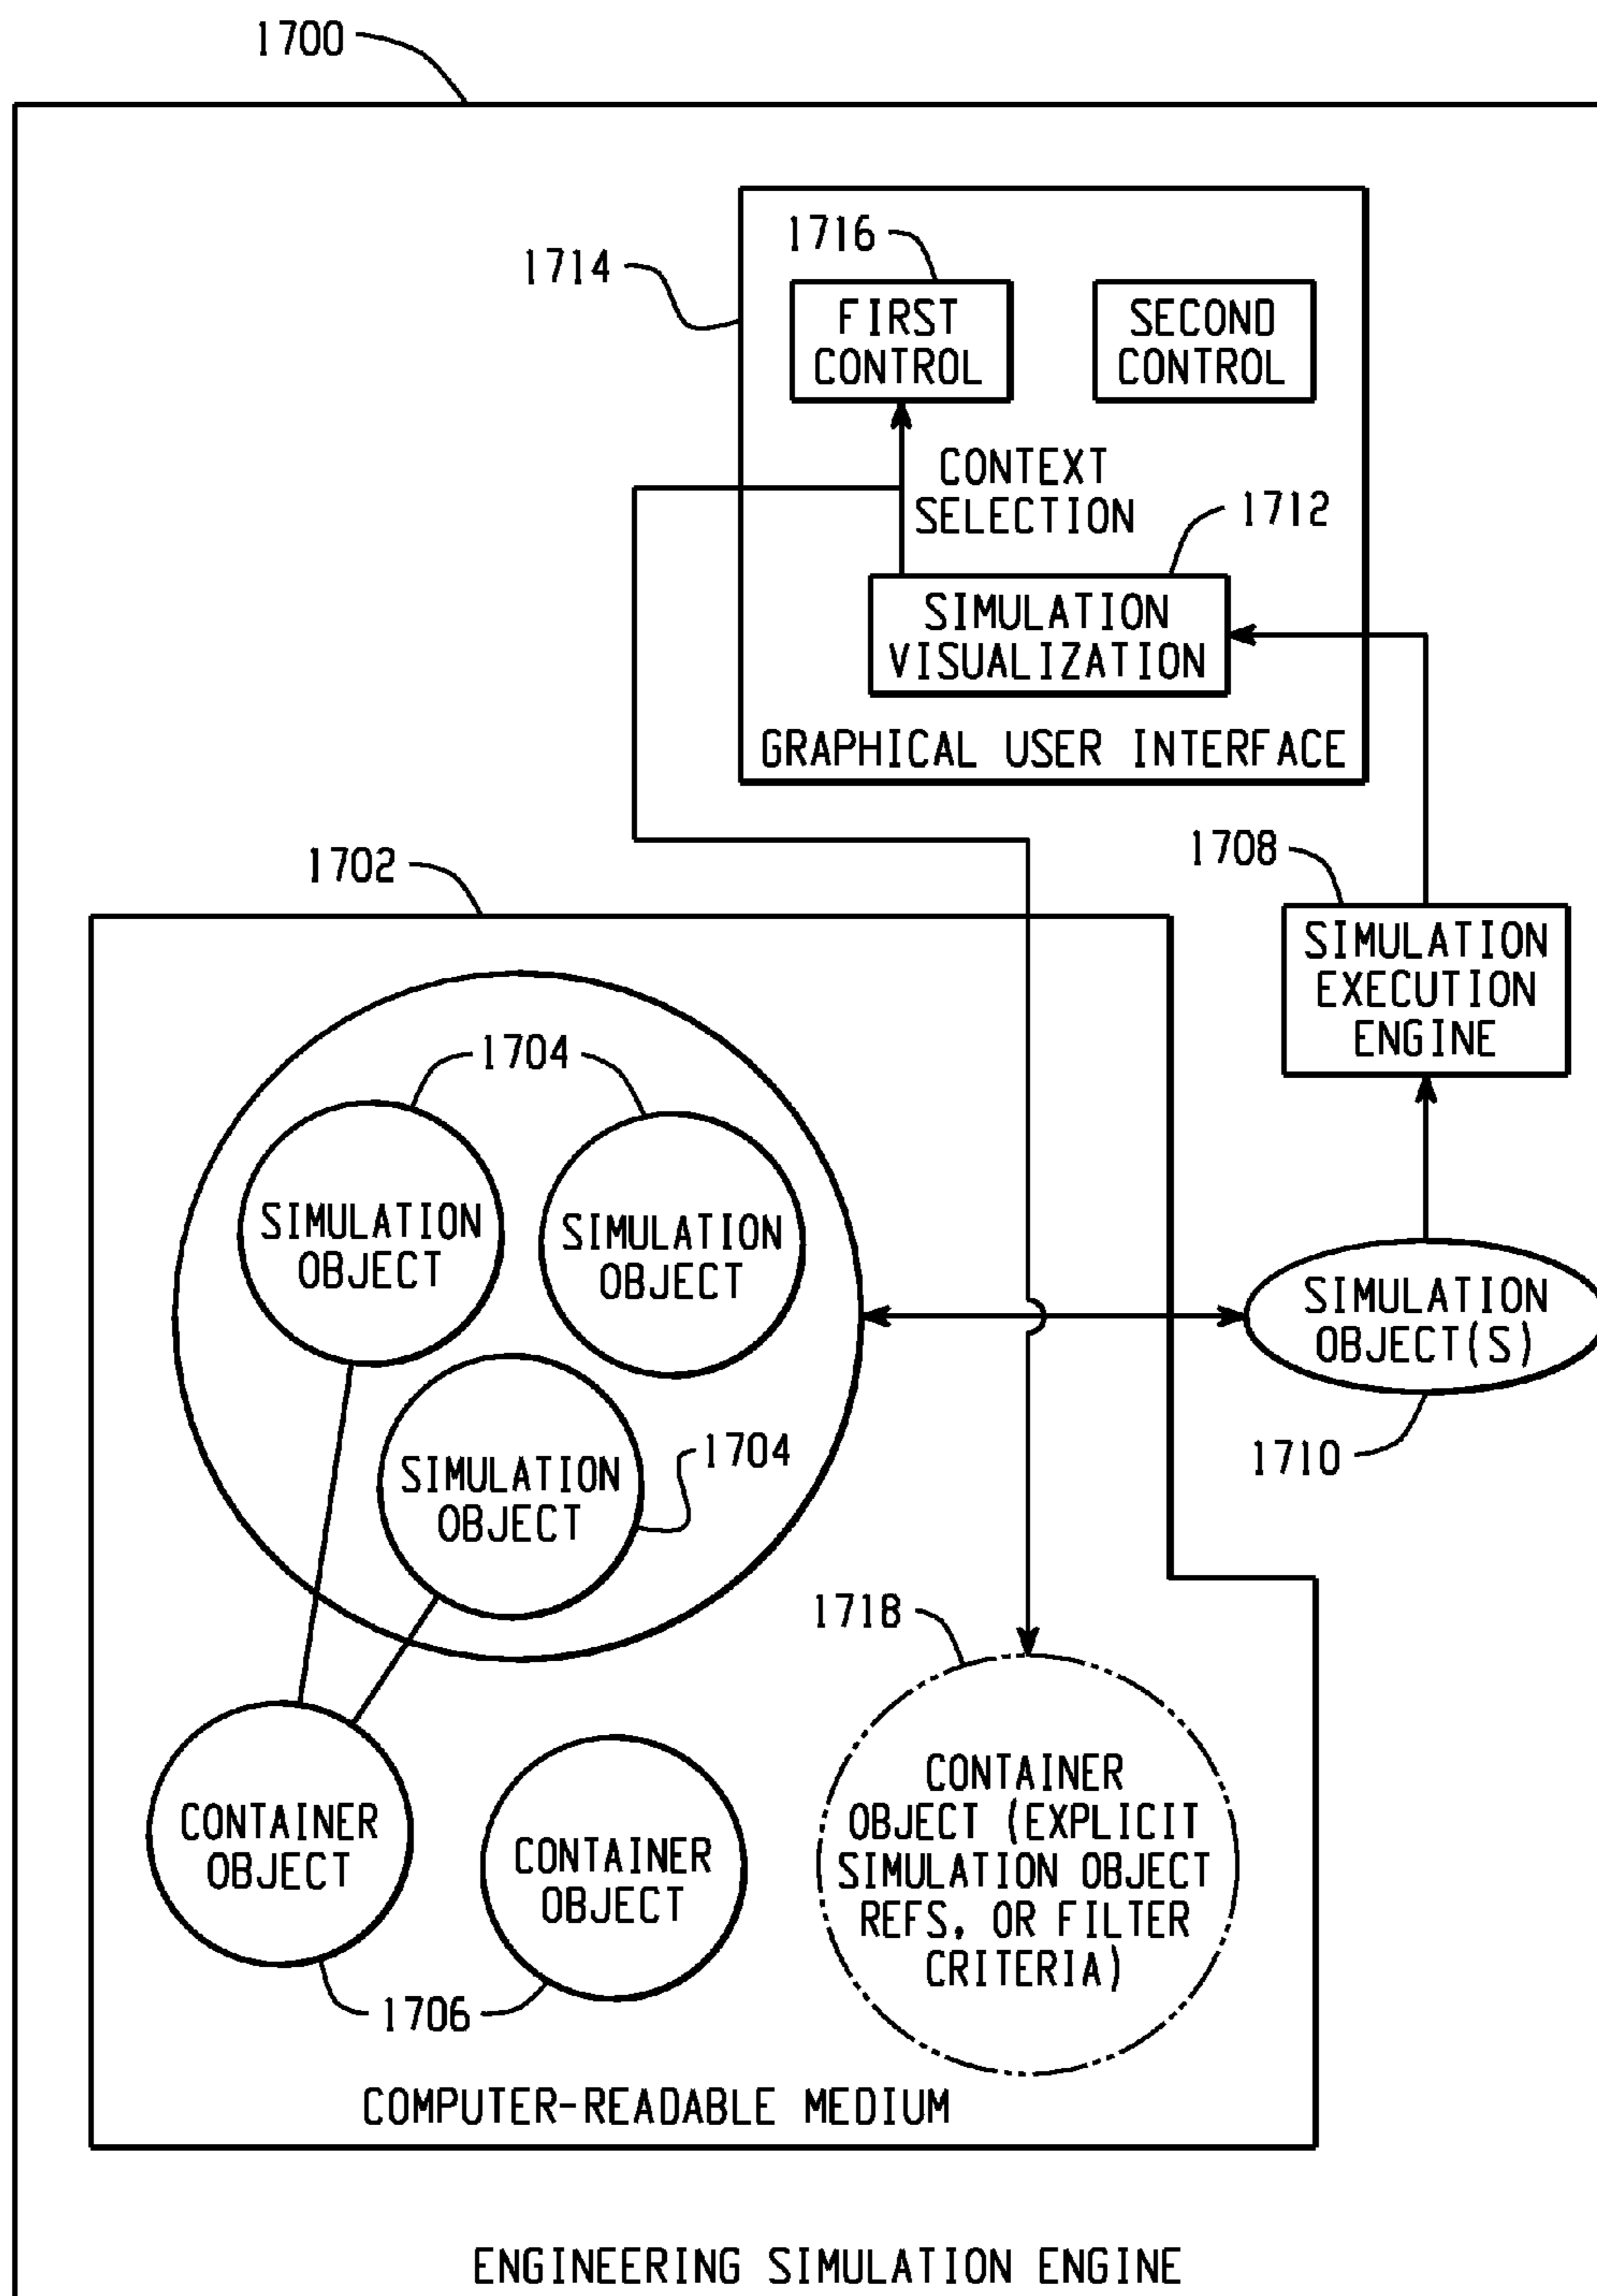 1700
1716
1714
FIRST
CONTROL
SECOND
CONTROL
CONTEXT
SELECTION
1712
SIMULATION
VISUALIZATION
GRAPHICAL USER INTERFACE
1702
1708
SIMULATION
EXECUTION
ENGINE
1704
SIMULATION
OBJECT
SIMULATION
OBJECT
SIMULATION
OBJECT(S)
1704
1710
SIMULATION
OBJECT
1718
CONTAINER
OBJECT
CONTAINER
OBJECT
CONTAINER
OBJECT (EXPLICIT
SIMULATION OBJECT
REFS, OR FILTER
CRITERIA)
1706
COMPUTER-READABLE MEDIUM
ENGINEERING SIMULATION ENGINE